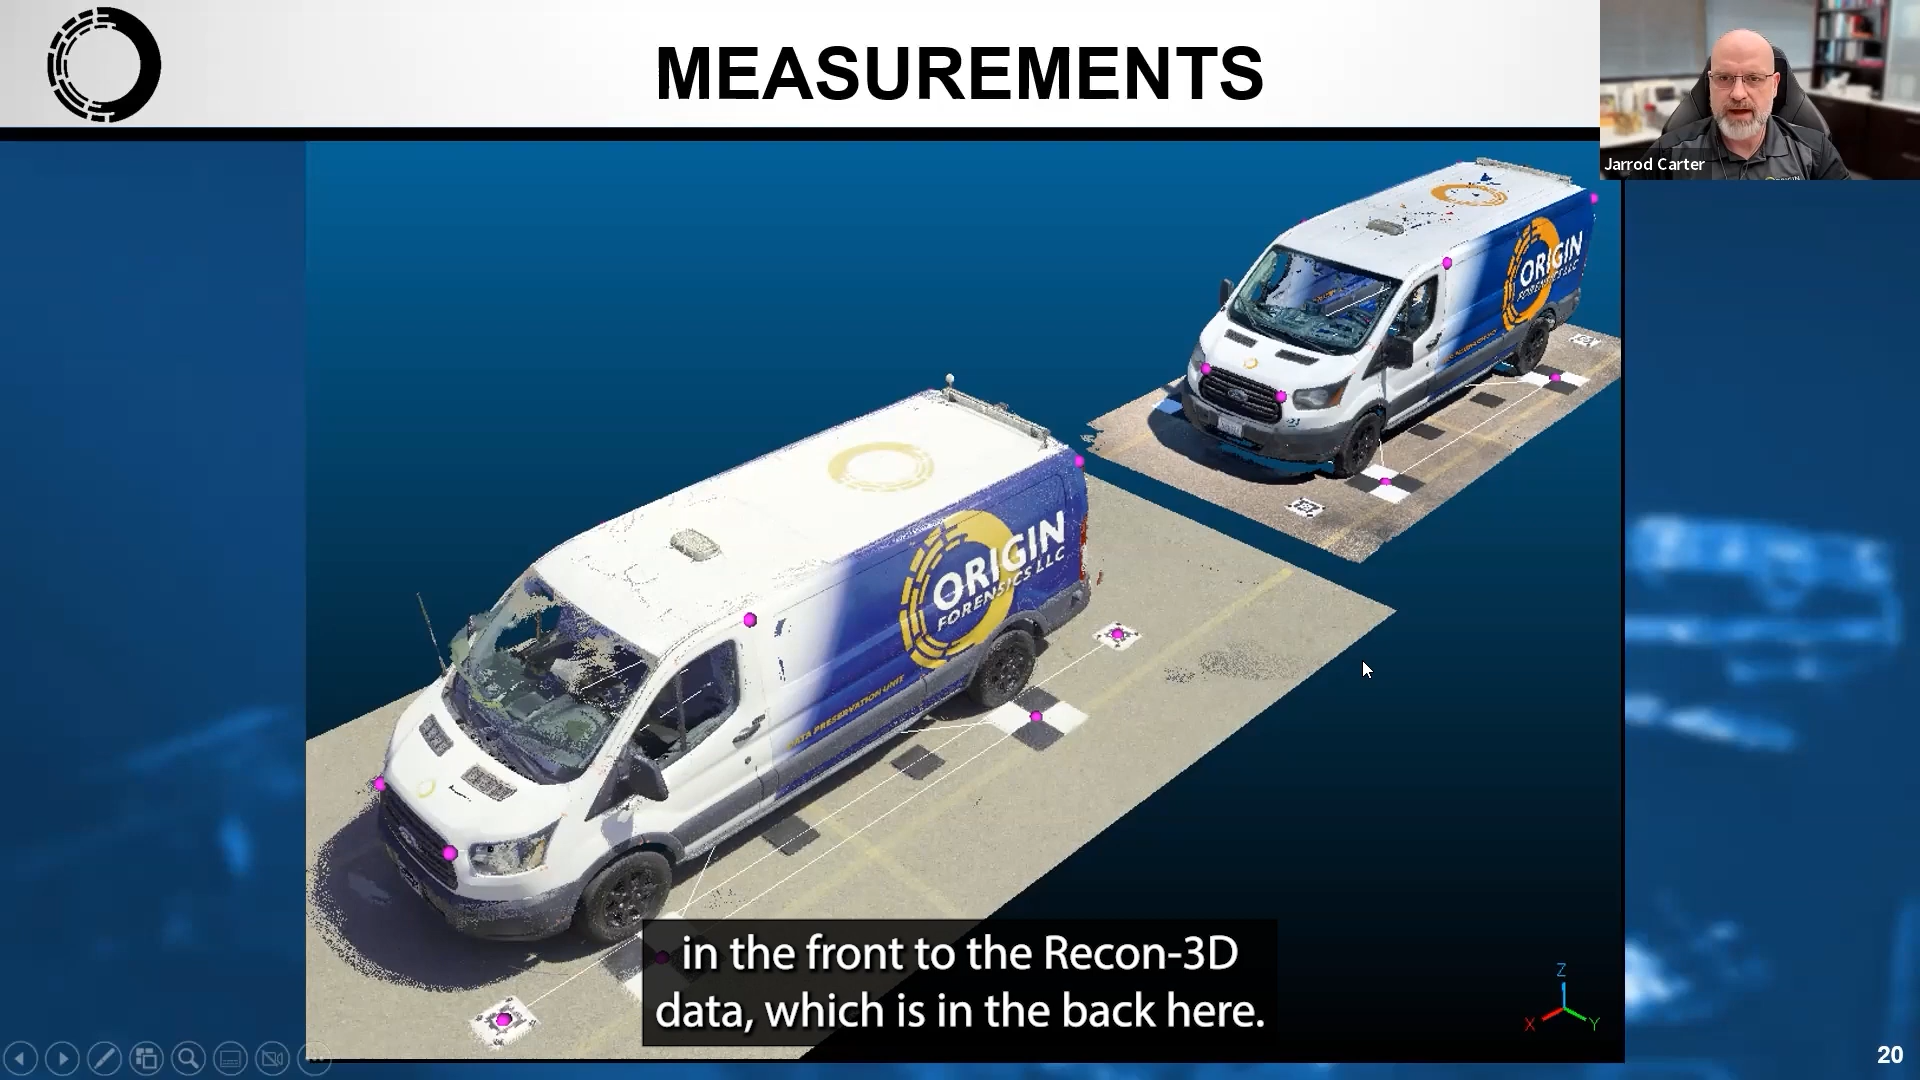 MEASUREMENTS
Jarrod Carter
ORIGIN
FORENSICS LLC
ORIGIN
FORENSICS LLC
DATA PRESERVATION UNIT
in the front to the Recon-3D
data, which is in the back here.
Z
X
Y
20